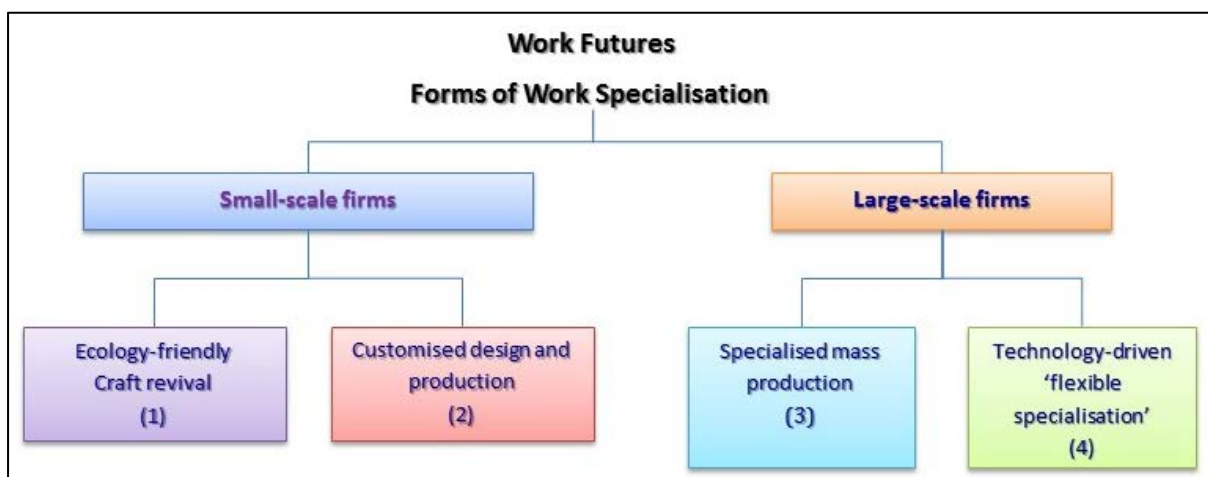 Work Futures
Forms of Work Specialisation
Small-scale firms
Large-scale firms
Ecology-friendly
Craft revival
(1)
Customised design and
production
(2)
Specialised mass
production
(3)
Technology-driven
‘flexible
specialisation’
(4)